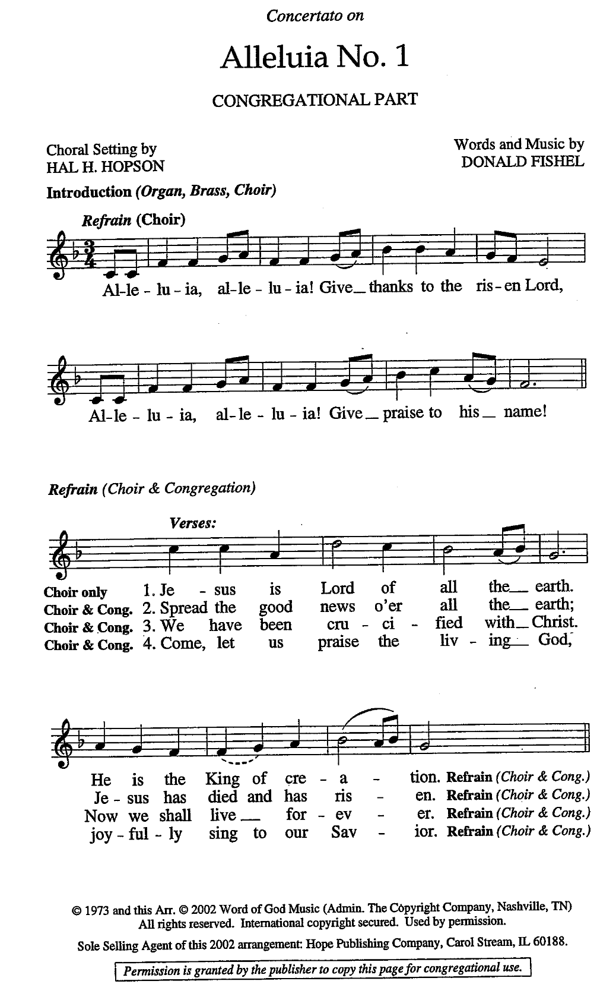 Concertato on
Alleluia No. 1
CONGREGATIONAL PART
Choral Setting by
HAL H. HOPSON
Words and Music by
DONALD FISHEL
Introduction (Organ, Brass, Choir)
Refrain (Choir)
3
4
Al-le - lu - ia, al-le - lu - ia! Give_ thanks to the ris-en Lord,
Al-le - lu - ia, al-le - lu - ia! Give_ praise to his_ name!
Refrain (Choir & Congregation)
Verses:
Choir only 1. Je - sus is Lord of all the_ earth.
Choir & Cong. 2. Spread the good news o'er all the_ earth;
Choir & Cong. 3. We have been cru - ci - fied with_ Christ.
Choir & Cong. 4. Come, let us praise the liv - ing_ God,
He is the King of cre - a - tion. Refrain (Choir & Cong.)
Je - sus has died and has ris - en. Refrain (Choir & Cong.)
Now we shall live_ for - ev - er. Refrain (Choir & Cong.)
joy - ful - ly sing to our Sav - ior. Refrain (Choir & Cong.)
© 1973 and this Arr. © 2002 Word of God Music (Admin. The Copyright Company, Nashville, TN)
All rights reserved. International copyright secured. Used by permission.
Sole Selling Agent of this 2002 arrangement: Hope Publishing Company, Carol Stream, IL 60188.
Permission is granted by the publisher to copy this page for congregational use.